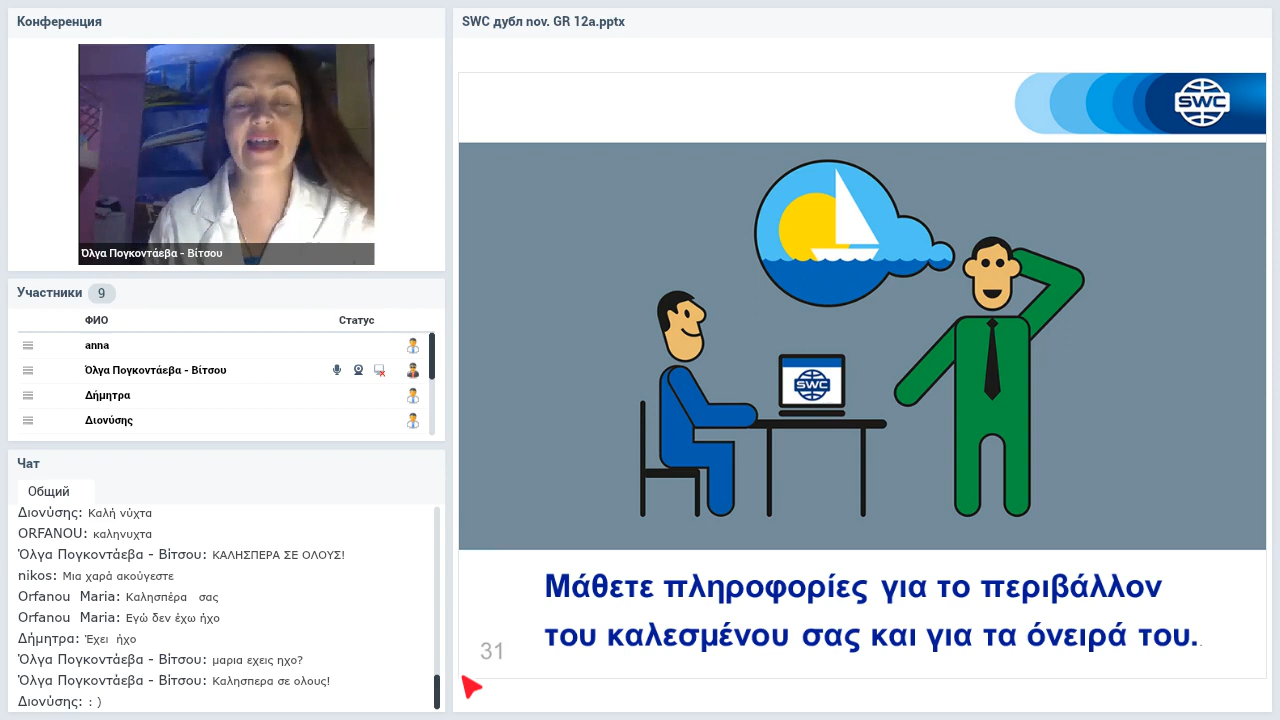 Конференция
Όλγα Πογκοντάεβα - Βίτσου
Участники 9
ФИО Статус
anna
Όλγα Πογκοντάεβα - Βίτσου
Δήμητρα
Διονύσης
Чат
Общий
Διονύσης: Καλή νύχτα
ORFANOU: καληνυχτα
Όλγα Πογκοντάεβα - Βίτσου: ΚΑΛΗΣΠΕΡΑ ΣΕ ΟΛΟΥΣ!
nikos: Μια χαρά ακούγεστε
Orfanou Maria: Καλησπέρα σας
Orfanou Maria: Εγώ δεν έχω ήχο
Δήμητρα: Έχει ήχο
Όλγα Πογκοντάεβα - Βίτσου: μαρια εχεις ηχο?
Όλγα Πογκοντάεβα - Βίτσου: Καλησπερα σε ολους!
Διονύσης: : )
SWC дубл nov. GR 12a.pptx
SWC
SWC
Μάθετε πληροφορίες για το περιβάλλον
του καλεσμένου σας και για τα όνειρά του..
31